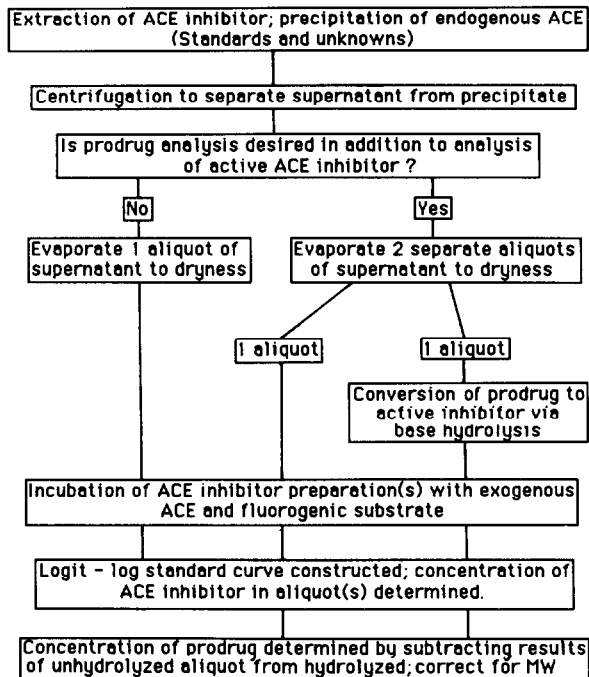 Extraction of ACE inhibitor; precipitation of endogenous ACE
(Standards and unknowns)
Centrifugation to separate supernatant from precipitate
Is prodrug analysis desired in addition to analysis
of active ACE inhibitor ?
No
Yes
Evaporate 1 aliquot of
supernatant to dryness
Evaporate 2 separate aliquots
of supernatant to dryness
1 aliquot
1 aliquot
Conversion of prodrug to
active inhibitor via
base hydrolysis
Incubation of ACE inhibitor preparation(s) with exogenous
ACE and fluorogenic substrate
Logit - log standard curve constructed; concentration of
ACE inhibitor in aliquot(s) determined.
Concentration of prodrug determined by subtracting results
of unhydrolyzed aliquot from hydrolyzed; correct for MW